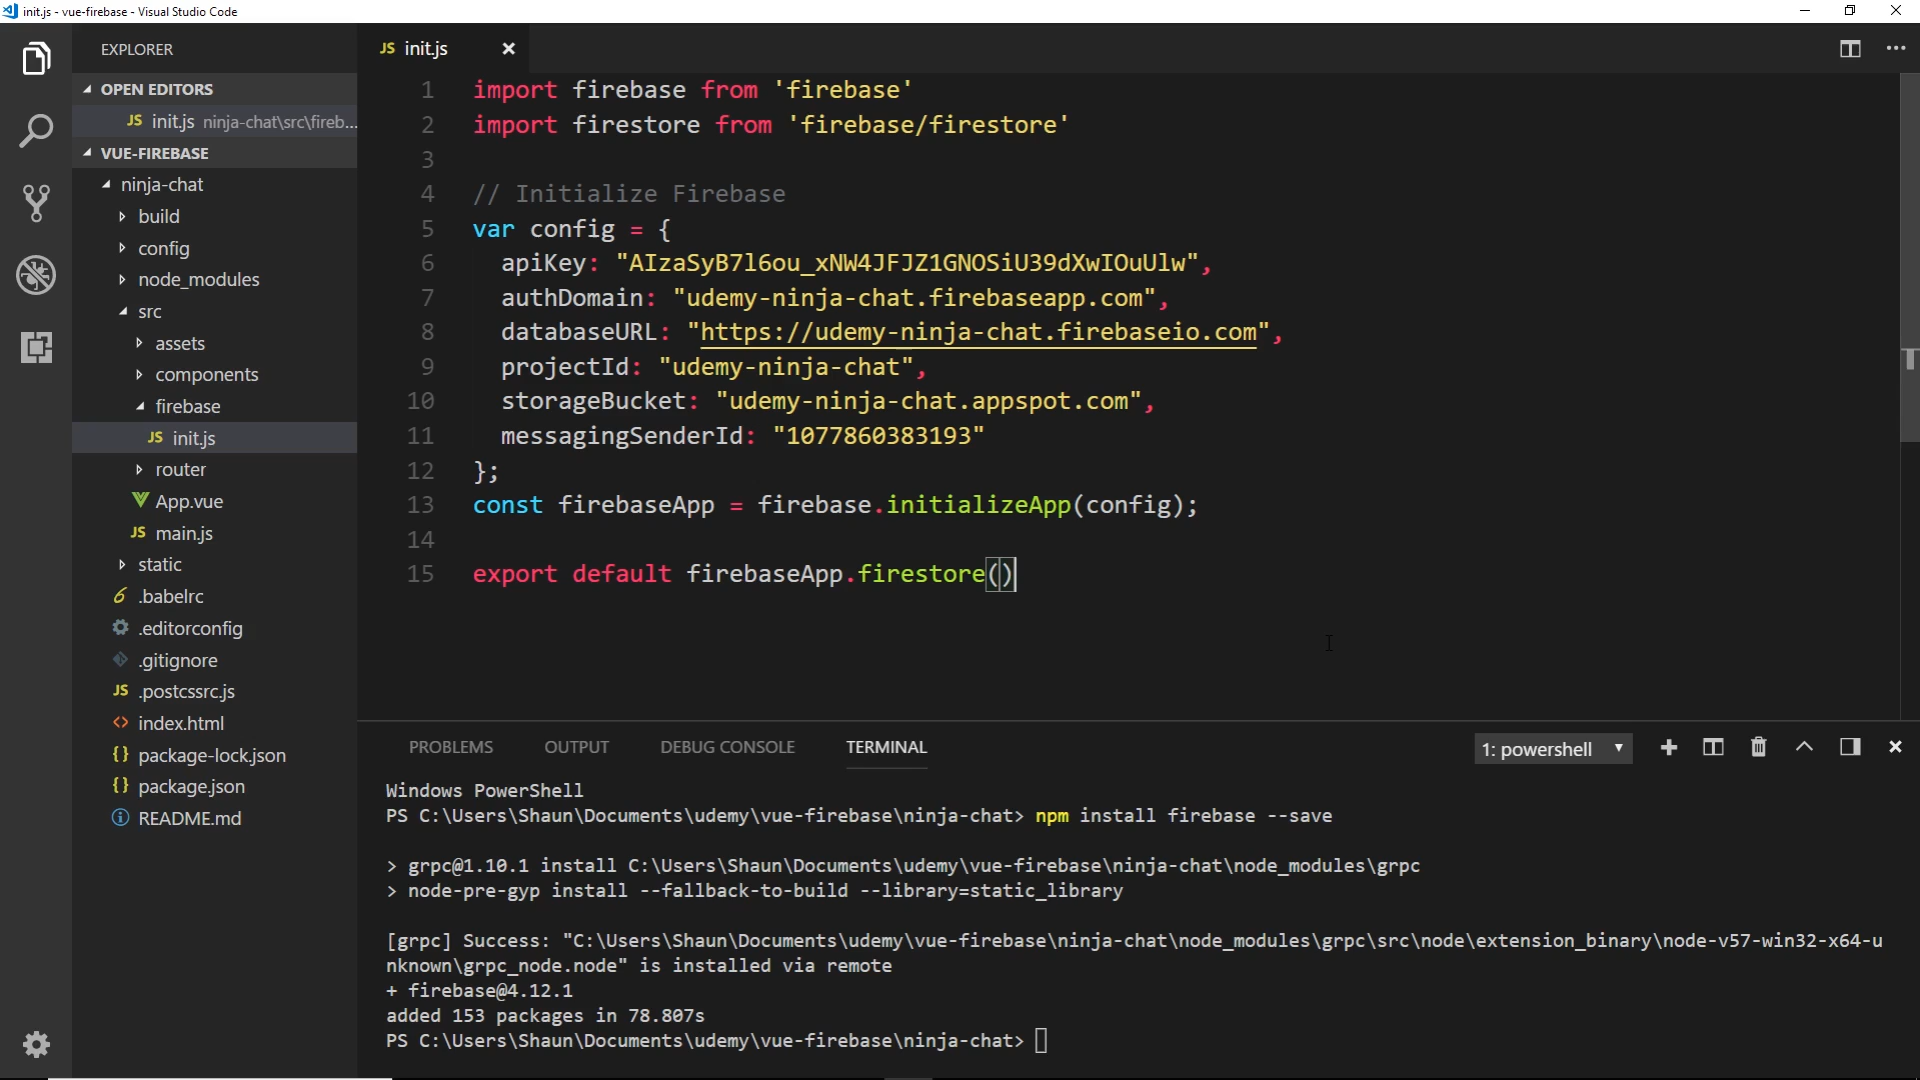 init.js - vue-firebase - Visual Studio Code
EXPLORER
OPEN EDITORS
JS init.js ninja-chat\src\fireb...
VUE-FIREBASE
ninja-chat
build
config
node_modules
src
assets
components
firebase
JS init.js
router
App.vue
JS main.js
static
.babelrc
.editorconfig
.gitignore
JS .postcssrc.js
<> index.html
{} package-lock.json
{} package.json
README.md
JS init.js
1 import firebase from 'firebase'
2 import firestore from 'firebase/firestore'
3
4 // Initialize Firebase
5 var config = {
6 apiKey: "AIzaSyB7l6ou_xNW4JFJZ1GNOSiU39dXwIOuUlw",
7 authDomain: "udemy-ninja-chat.firebaseapp.com",
8 databaseURL: "https://udemy-ninja-chat.firebaseio.com",
9 projectId: "udemy-ninja-chat",
10 storageBucket: "udemy-ninja-chat.appspot.com",
11 messagingSenderId: "1077860383193"
12 };
13 const firebaseApp = firebase.initializeApp(config);
14
15 export default firebaseApp.firestore()
PROBLEMS OUTPUT DEBUG CONSOLE TERMINAL 1: powershell
Windows PowerShell
PS C:\Users\Shaun\Documents\udemy\vue-firebase\ninja-chat> npm install firebase --save
> grpc@1.10.1 install C:\Users\Shaun\Documents\udemy\vue-firebase\ninja-chat\node_modules\grpc
> node-pre-gyp install --fallback-to-build --library=static_library
[grpc] Success: "C:\Users\Shaun\Documents\udemy\vue-firebase\ninja-chat\node_modules\grpc\src\node\extension_binary\node-v57-win32-x64-u
nknown\grpc_node.node" is installed via remote
+ firebase@4.12.1
added 153 packages in 78.807s
PS C:\Users\Shaun\Documents\udemy\vue-firebase\ninja-chat>